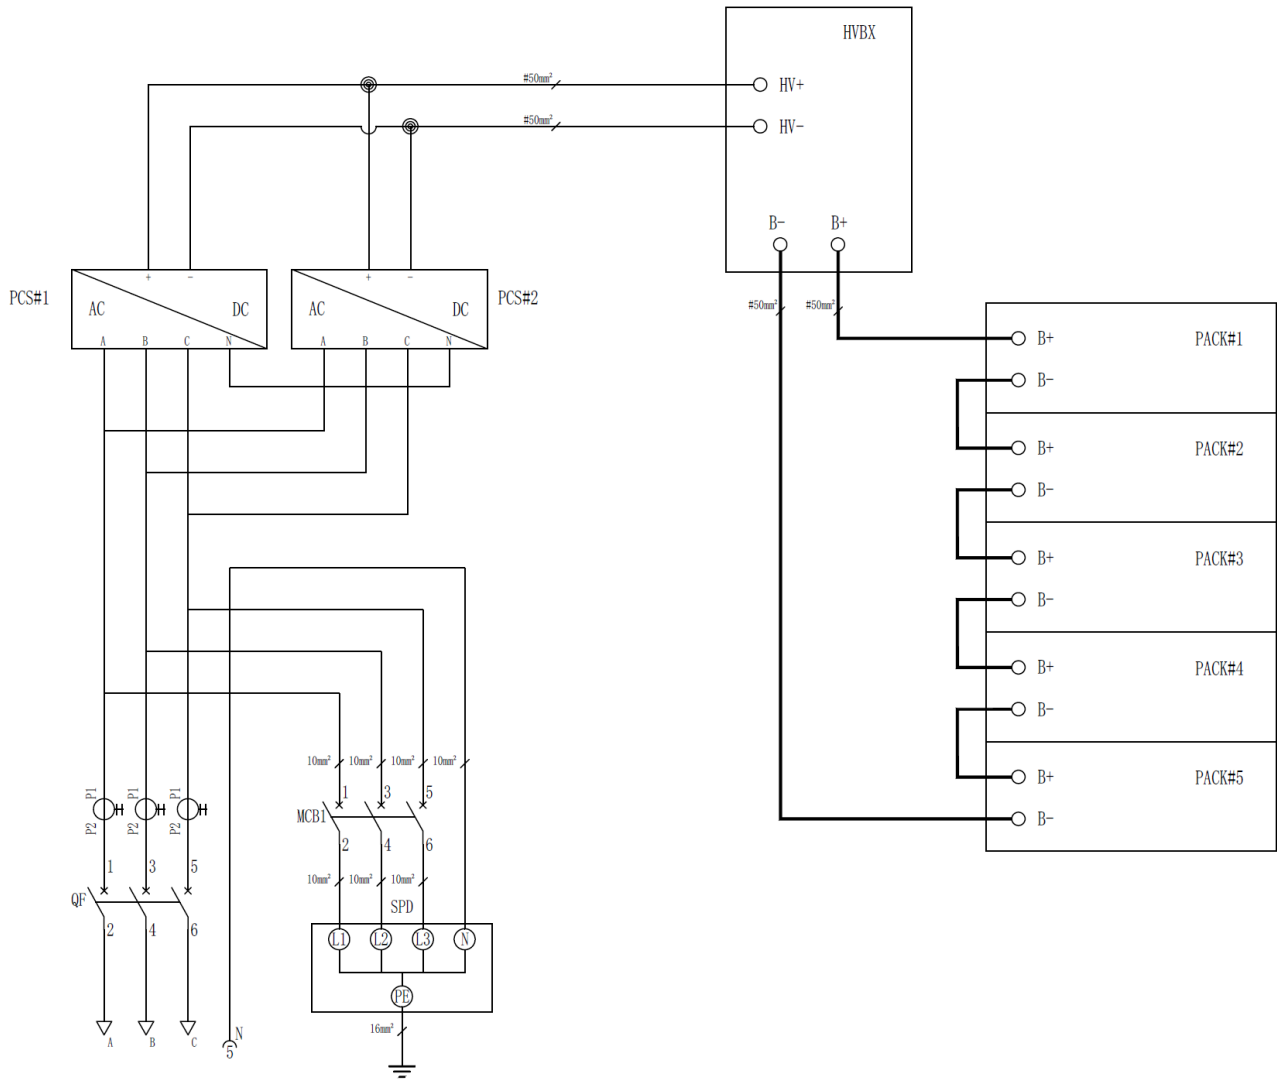 HVBX
#50mm²
HV+
#50mm²
HV-
B-
B+
PCS#1
+
-
AC
DC
A
B
C
N
+
-
AC
DC
A
B
C
N
PCS#2
#50mm²
#50mm²
B+
PACK#1
B-
B+
PACK#2
B-
B+
PACK#3
B-
B+
PACK#4
B-
B+
PACK#5
B-
10mm²
10mm²
10mm²
10mm²
P1
P1
P1
P2
P2
P2
1
3
5
MCB1
2
4
6
1
3
5
QF
2
4
6
10mm²
10mm²
10mm²
SPD
L1
L2
L3
N
PE
16mm²
A
B
C
N
5